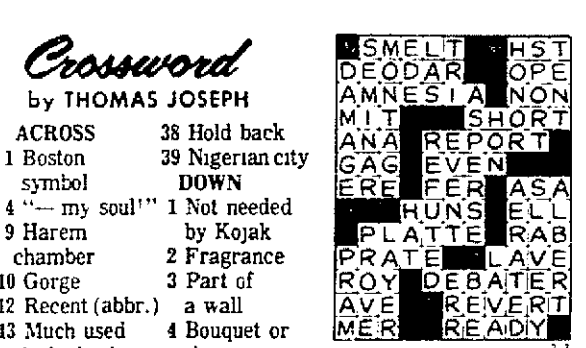 Crossword
by THOMAS JOSEPH
ACROSS
1 Boston
symbol
4 "— my soul!"
9 Harem
chamber
10 Gorge
12 Recent (abbr.)
13 Much used
38 Hold back
39 Nigerian city
DOWN
1 Not needed
by Kojak
2 Fragrance
3 Part of
a wall
4 Bouquet or
SMELT HST
DEODAR OPE
AMNESIA NON
MIT SHORT
ANA REPORT
GAG EVEN
ERE FER ASA
HUNS ELL
PLATTE RAB
PRATE LAVE
ROY DEBATER
AVE REVERT
MER READY